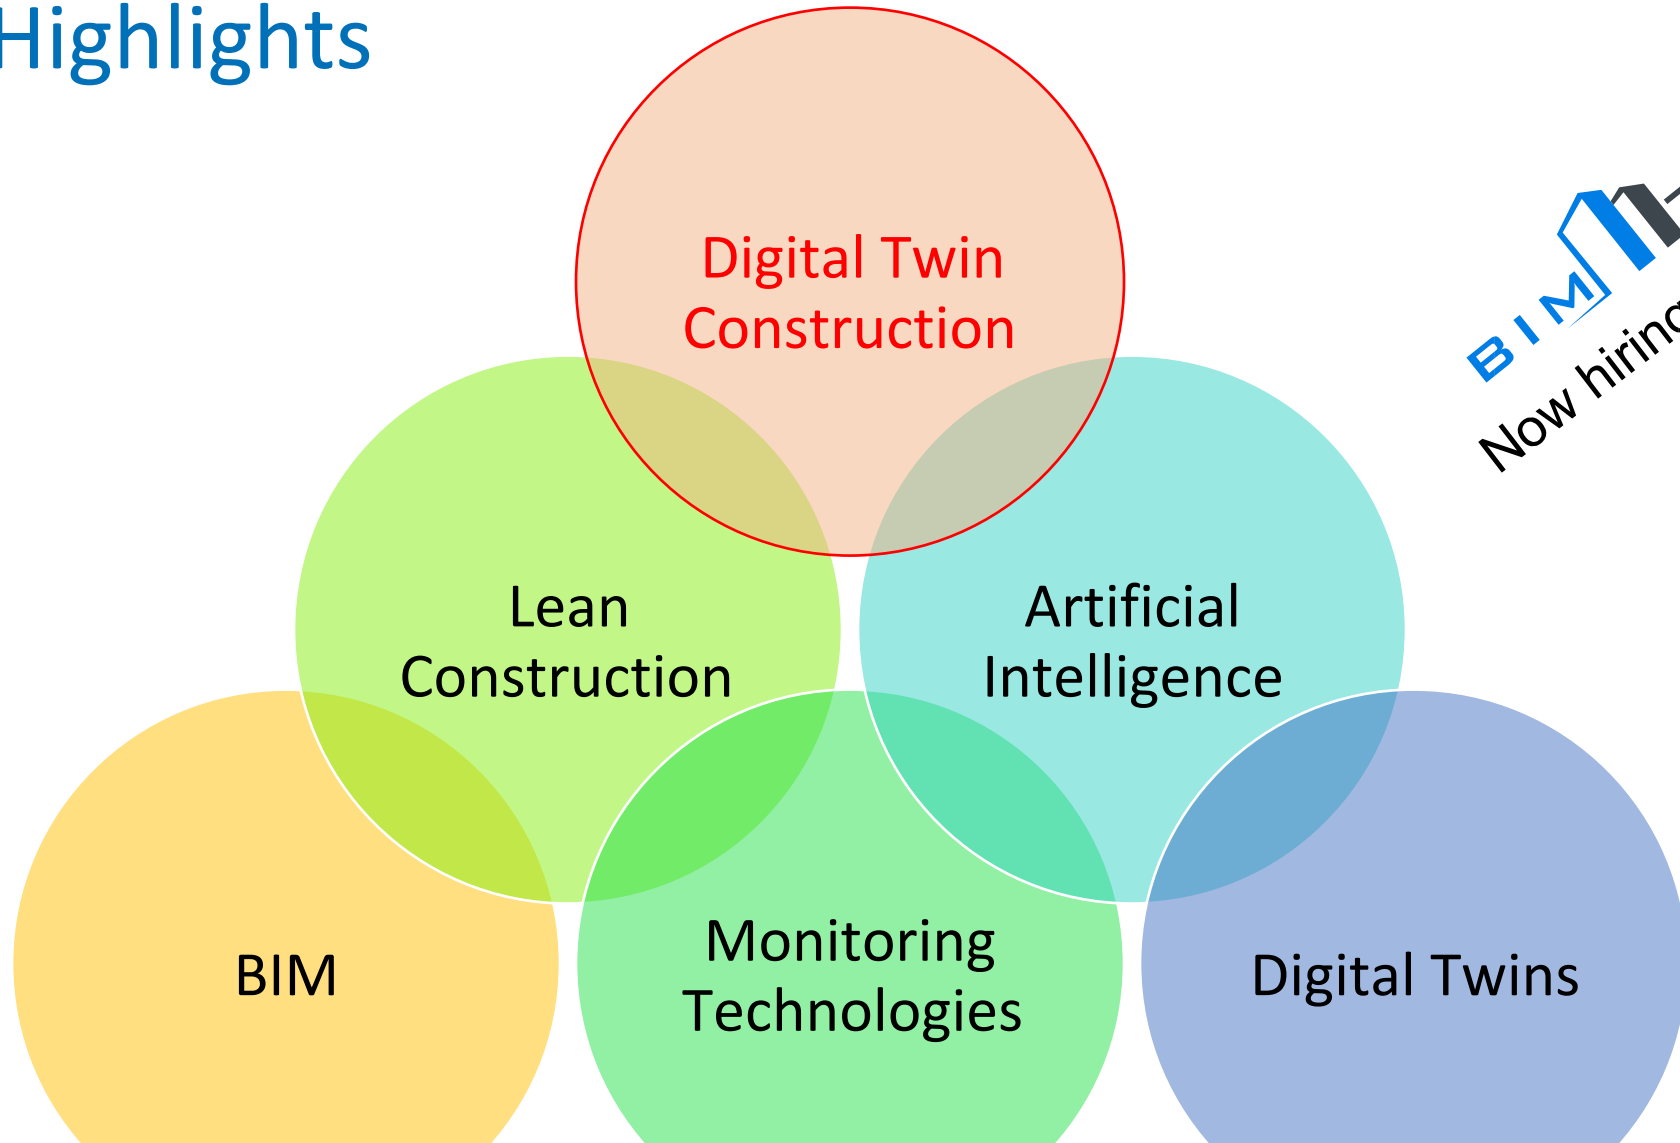 Highlights
Digital Twin
Construction
BIM
Now hiring
Lean
Construction
Artificial
Intelligence
BIM
Monitoring
Technologies
Digital Twins